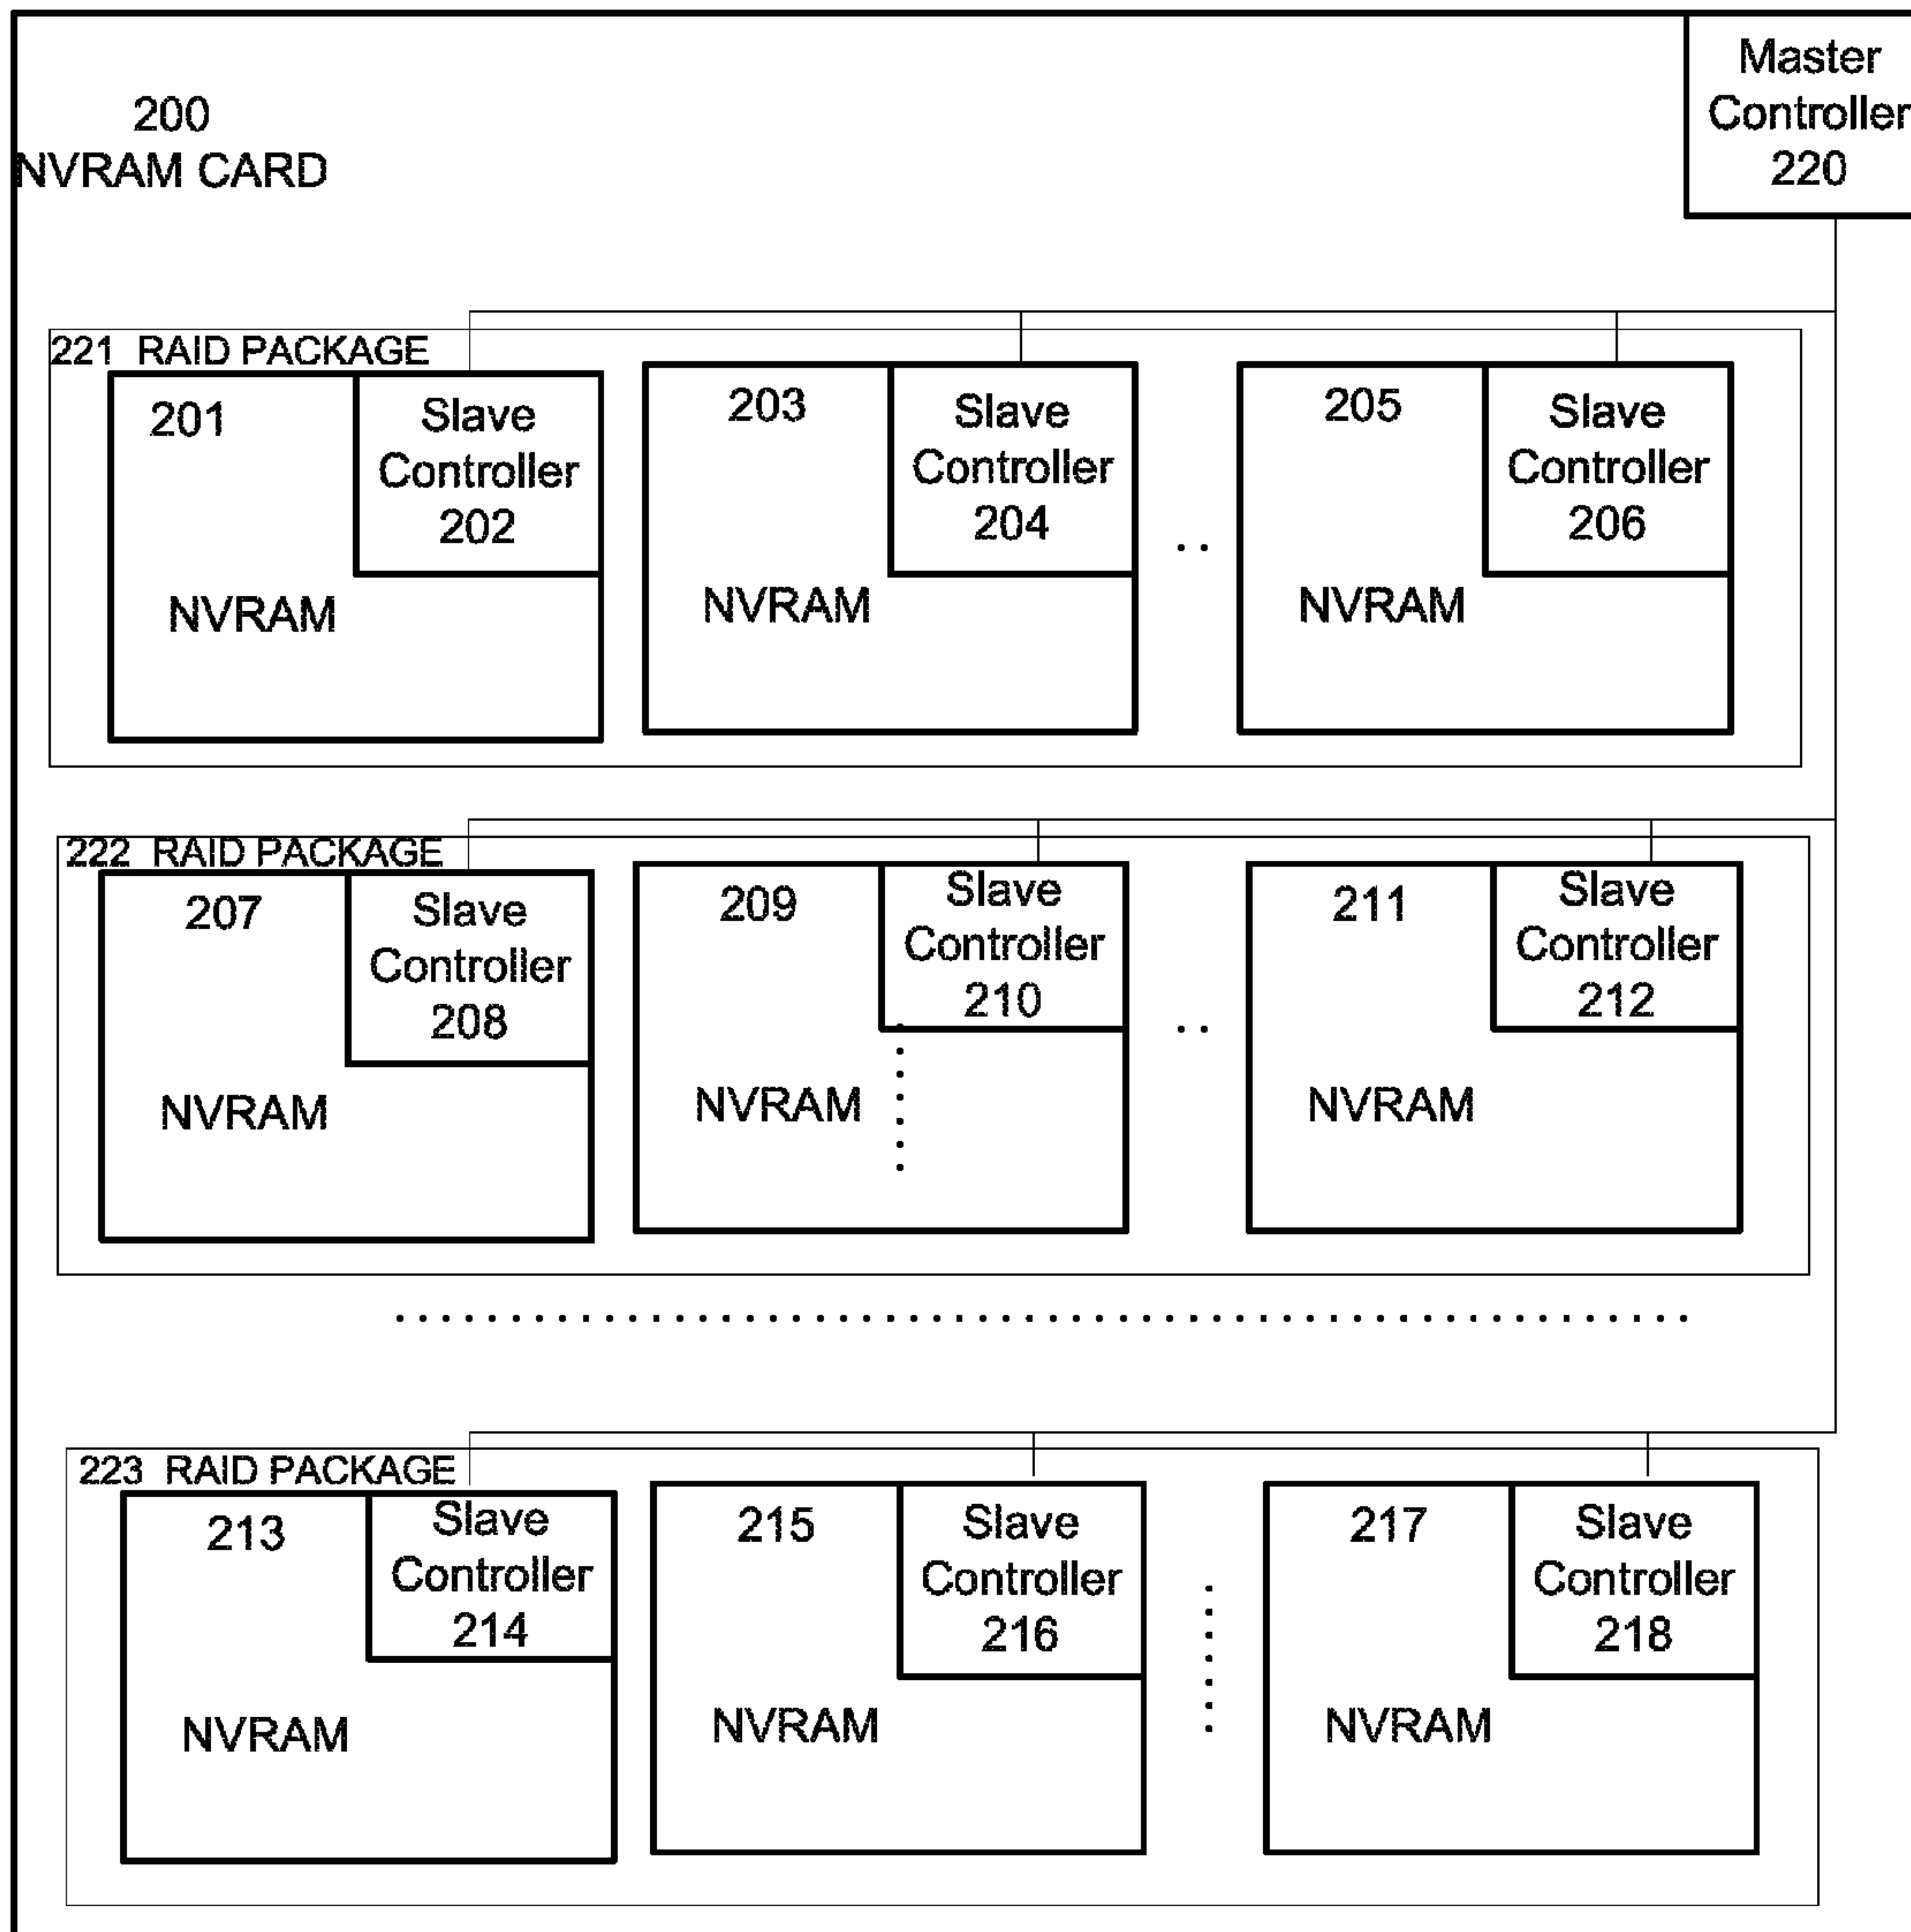 200
NVRAM CARD
Master
Controller
220
221 RAID PACKAGE
201
Slave
Controller
202
NVRAM
203
Slave
Controller
204
NVRAM
205
Slave
Controller
206
NVRAM
222 RAID PACKAGE
207
Slave
Controller
208
NVRAM
209
Slave
Controller
210
NVRAM
211
Slave
Controller
212
NVRAM
223 RAID PACKAGE
213
Slave
Controller
214
NVRAM
215
Slave
Controller
216
NVRAM
217
Slave
Controller
218
NVRAM